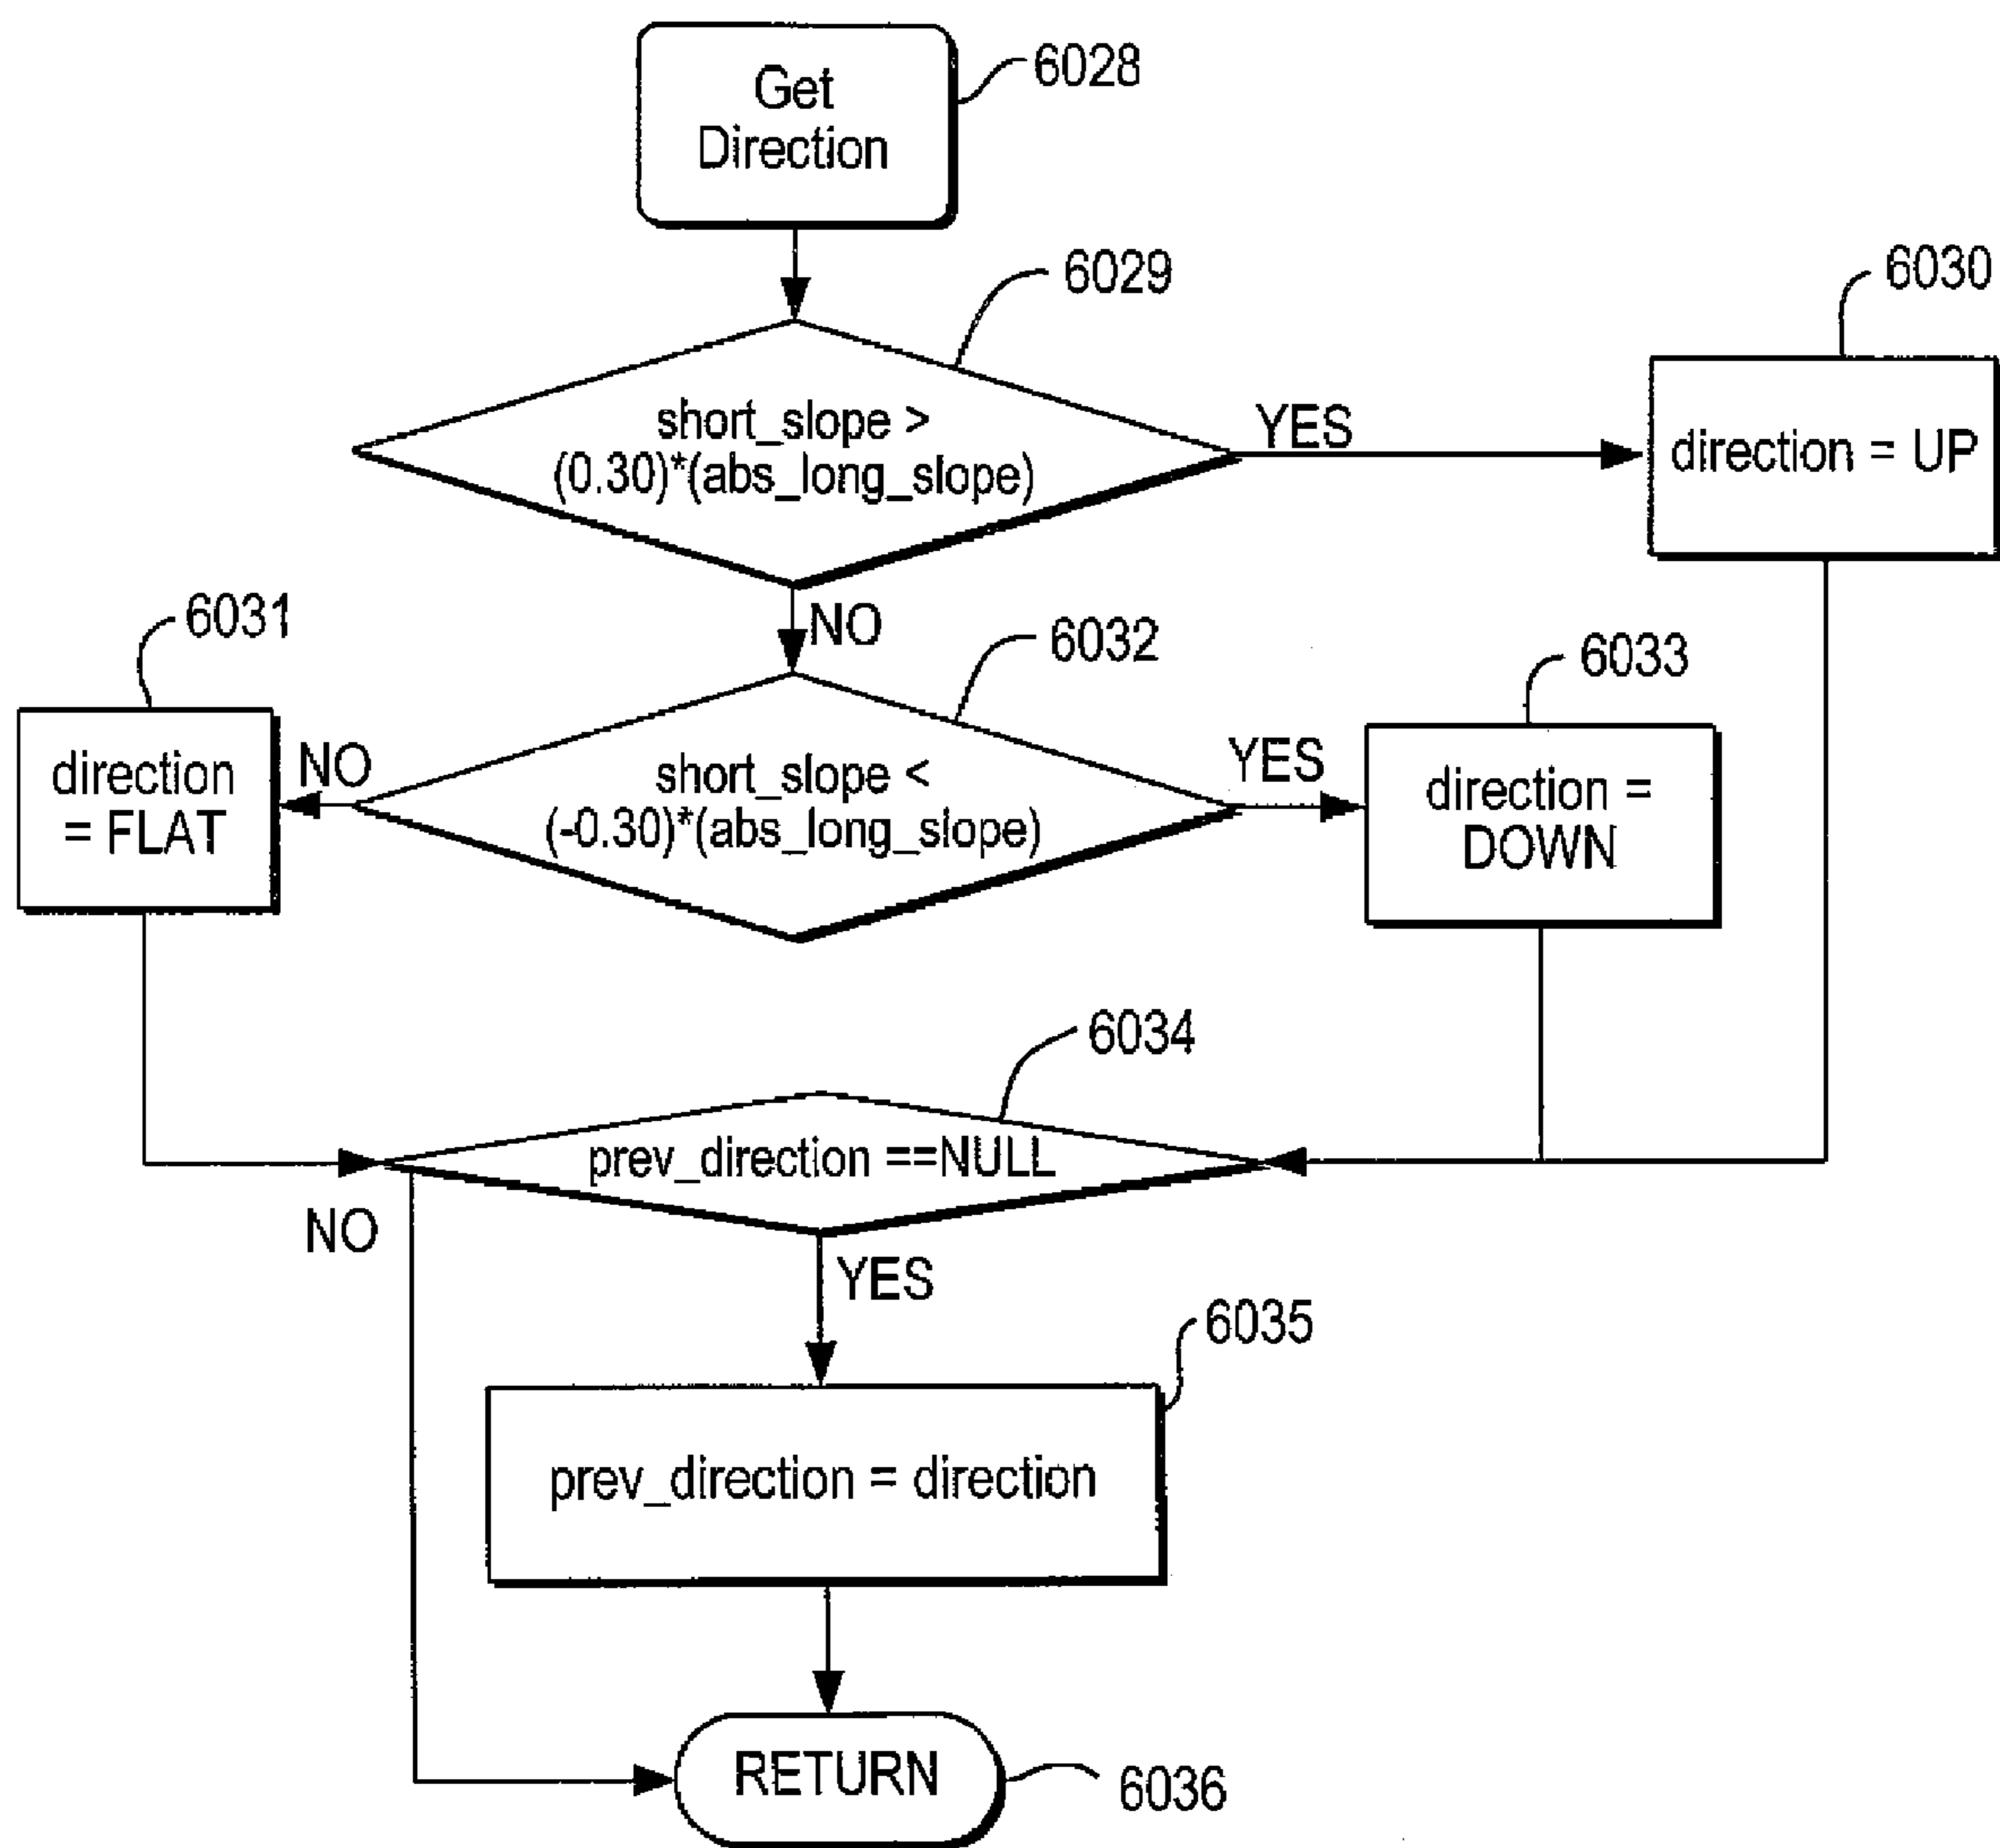 Get
Direction
6028
6029
short_slope >
(0.30)*(abs_long_slope)
YES
6030
direction = UP
NO
6031
direction
= FLAT
NO
6032
short_slope <
(-0.30)*(abs_long_slope)
YES
6033
direction =
DOWN
6034
prev_direction ==NULL
NO
YES
6035
prev_direction = direction
RETURN
6036